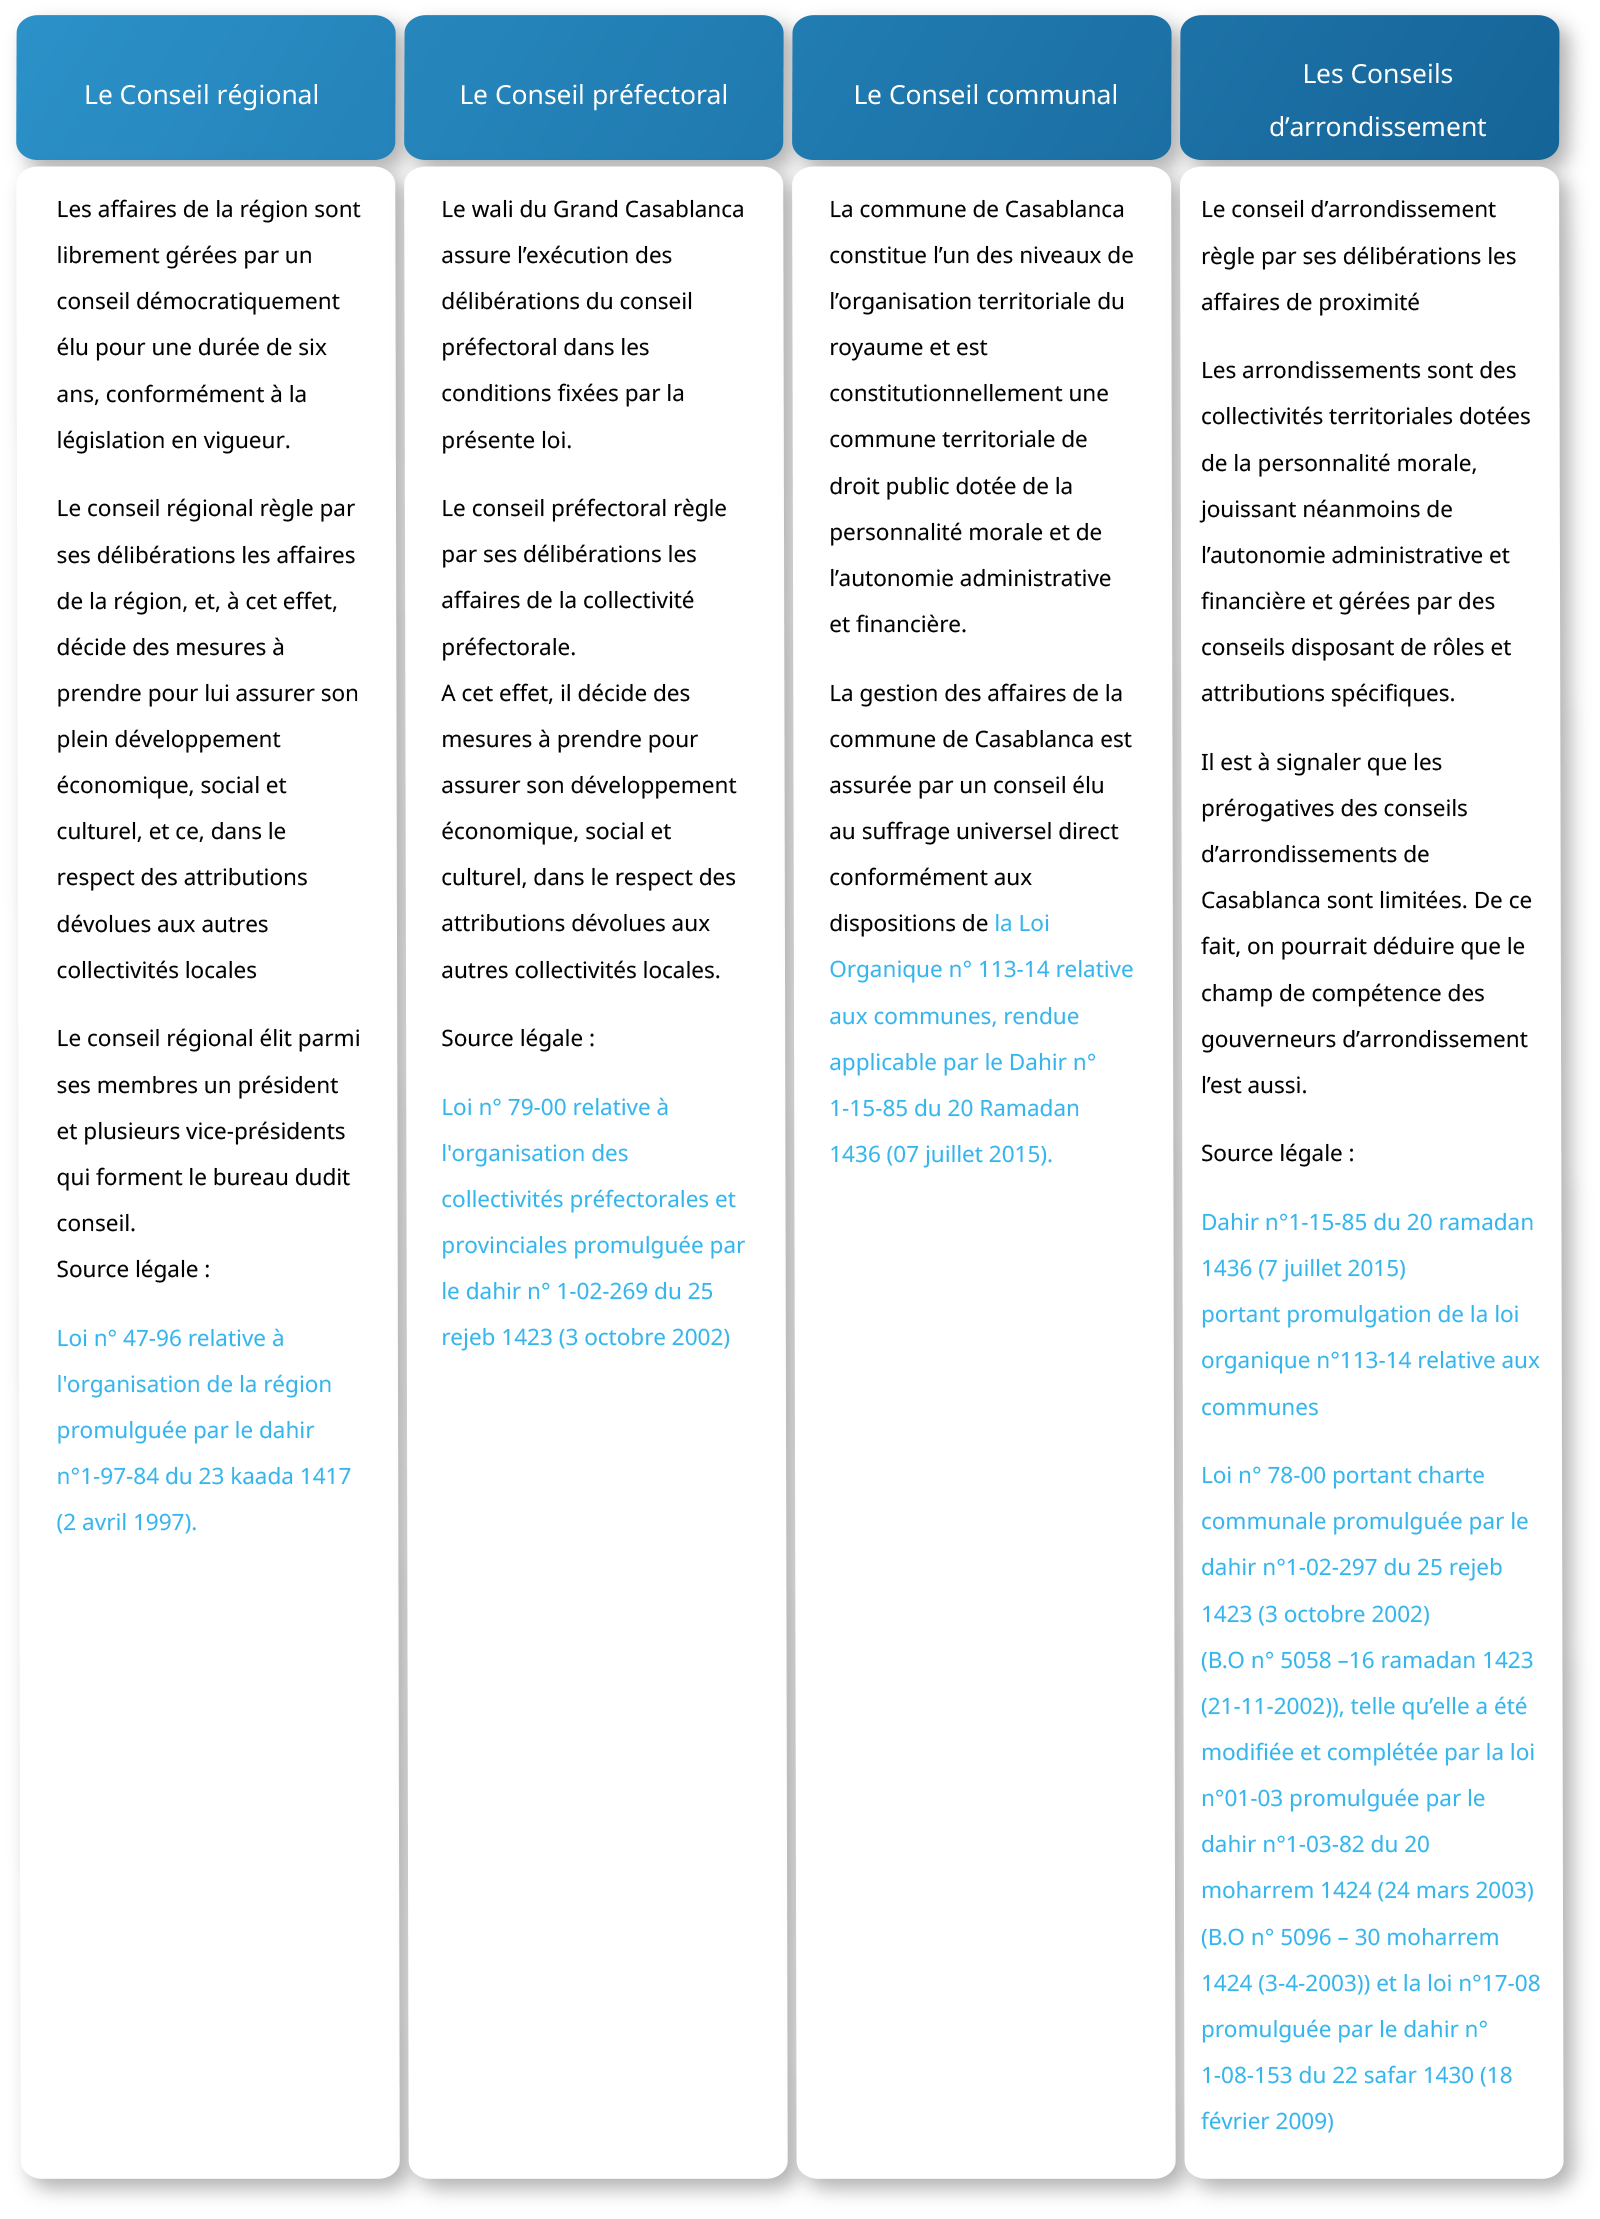 Le Conseil régional
Les affaires de la région sont
librement gérées par un
conseil démocratiquement
élu pour une durée de six
ans, conformément à la
législation en vigueur.
Le conseil régional règle par
ses délibérations les affaires
de la région, et, à cet effet,
décide des mesures à
prendre pour lui assurer son
plein développement
économique, social et
culturel, et ce, dans le
respect des attributions
dévolues aux autres
collectivités locales
Le conseil régional élit parmi
ses membres un président
et plusieurs vice-présidents
qui forment le bureau dudit
conseil.
Source légale :
Loi n° 47-96 relative à
l'organisation de la région
promulguée par le dahir
n°1-97-84 du 23 kaada 1417
(2 avril 1997).
Le Conseil préfectoral
Le wali du Grand Casablanca
assure l’exécution des
délibérations du conseil
préfectoral dans les
conditions fixées par la
présente loi.
Le conseil préfectoral règle
par ses délibérations les
affaires de la collectivité
préfectorale.
A cet effet, il décide des
mesures à prendre pour
assurer son développement
économique, social et
culturel, dans le respect des
attributions dévolues aux
autres collectivités locales.
Source légale :
Loi n° 79-00 relative à
l'organisation des
collectivités préfectorales et
provinciales promulguée par
le dahir n° 1-02-269 du 25
rejeb 1423 (3 octobre 2002)
Le Conseil communal
La commune de Casablanca
constitue l’un des niveaux de
l’organisation territoriale du
royaume et est
constitutionnellement une
commune territoriale de
droit public dotée de la
personnalité morale et de
l’autonomie administrative
et financière.
La gestion des affaires de la
commune de Casablanca est
assurée par un conseil élu
au suffrage universel direct
conformément aux
dispositions de la Loi
Organique n° 113-14 relative
aux communes, rendue
applicable par le Dahir n°
1-15-85 du 20 Ramadan
1436 (07 juillet 2015).
Les Conseils
d’arrondissement
Le conseil d’arrondissement
règle par ses délibérations les
affaires de proximité
Les arrondissements sont des
collectivités territoriales dotées
de la personnalité morale,
jouissant néanmoins de
l’autonomie administrative et
financière et gérées par des
conseils disposant de rôles et
attributions spécifiques.
Il est à signaler que les
prérogatives des conseils
d’arrondissements de
Casablanca sont limitées. De ce
fait, on pourrait déduire que le
champ de compétence des
gouverneurs d’arrondissement
l’est aussi.
Source légale :
Dahir n°1-15-85 du 20 ramadan
1436 (7 juillet 2015)
portant promulgation de la loi
organique n°113-14 relative aux
communes
Loi n° 78-00 portant charte
communale promulguée par le
dahir n°1-02-297 du 25 rejeb
1423 (3 octobre 2002)
(B.O n° 5058 –16 ramadan 1423
(21-11-2002)), telle qu’elle a été
modifiée et complétée par la loi
n°01-03 promulguée par le
dahir n°1-03-82 du 20
moharrem 1424 (24 mars 2003)
(B.O n° 5096 – 30 moharrem
1424 (3-4-2003)) et la loi n°17-08
promulguée par le dahir n°
1-08-153 du 22 safar 1430 (18
février 2009)